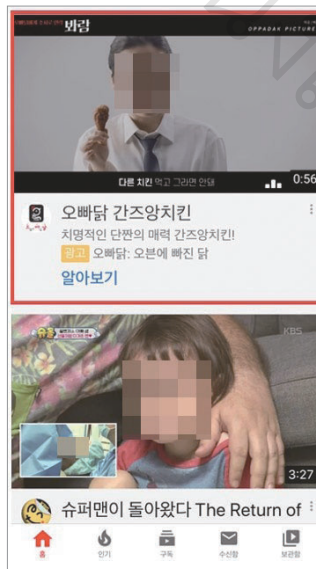 봐람
OPPADAK PICTURE
다른 치킨 먹고 그라면 안돼
0:56
오빠닭 간즈앙치킨
치명적인 단짠의 매력 간즈앙치킨!
광고 오빠닭: 오븐에 빠진 닭
알아보기
슈돌
KBS
3:27
슈퍼맨이 돌아왔다 The Return of
홈
인기
구독
수신함
보관함